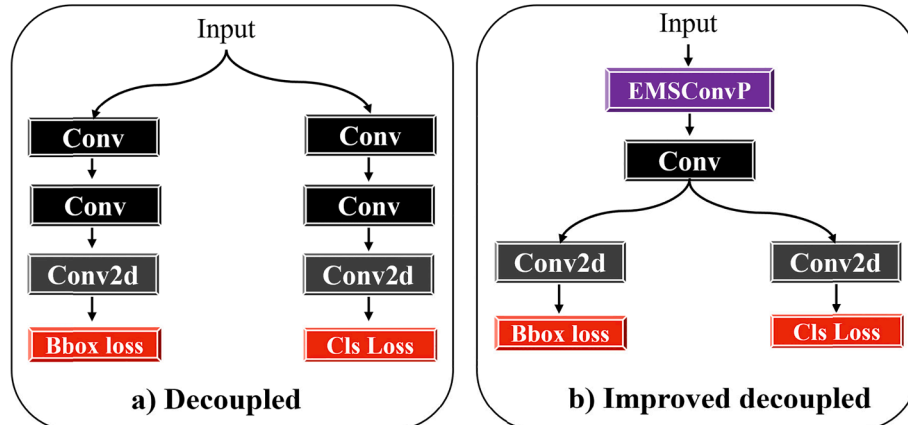 Input
Conv
Conv
Conv2d
Bbox loss
Conv
Conv
Conv2d
Cls Loss
a) Decoupled
Input
EMSConvP
Conv
Conv2d
Bbox loss
Conv2d
Cls Loss
b) Improved decoupled